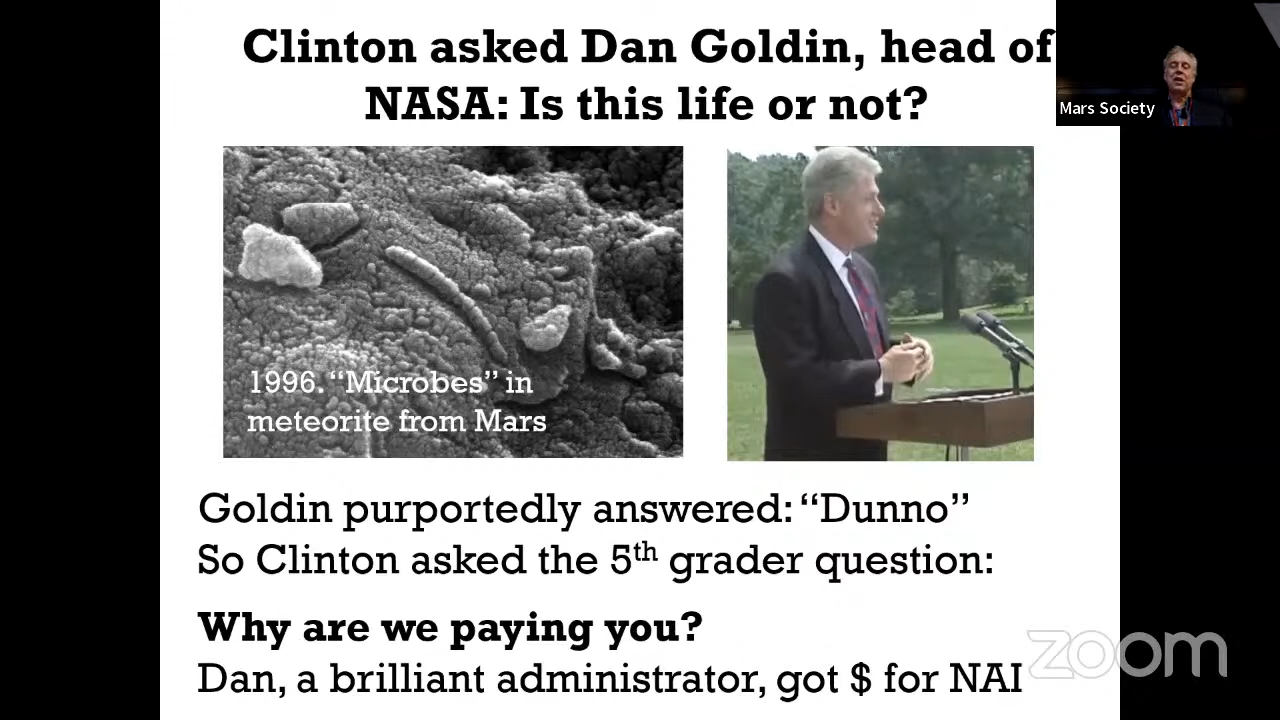 Clinton asked Dan Goldin, head of
NASA: Is this life or not?
Mars Society
1996. “Microbes” in
meteorite from Mars
Goldin purportedly answered: “Dunno”
So Clinton asked the 5th grader question:
Why are we paying you?
Dan, a brilliant administrator, got $ for NAI
zoom